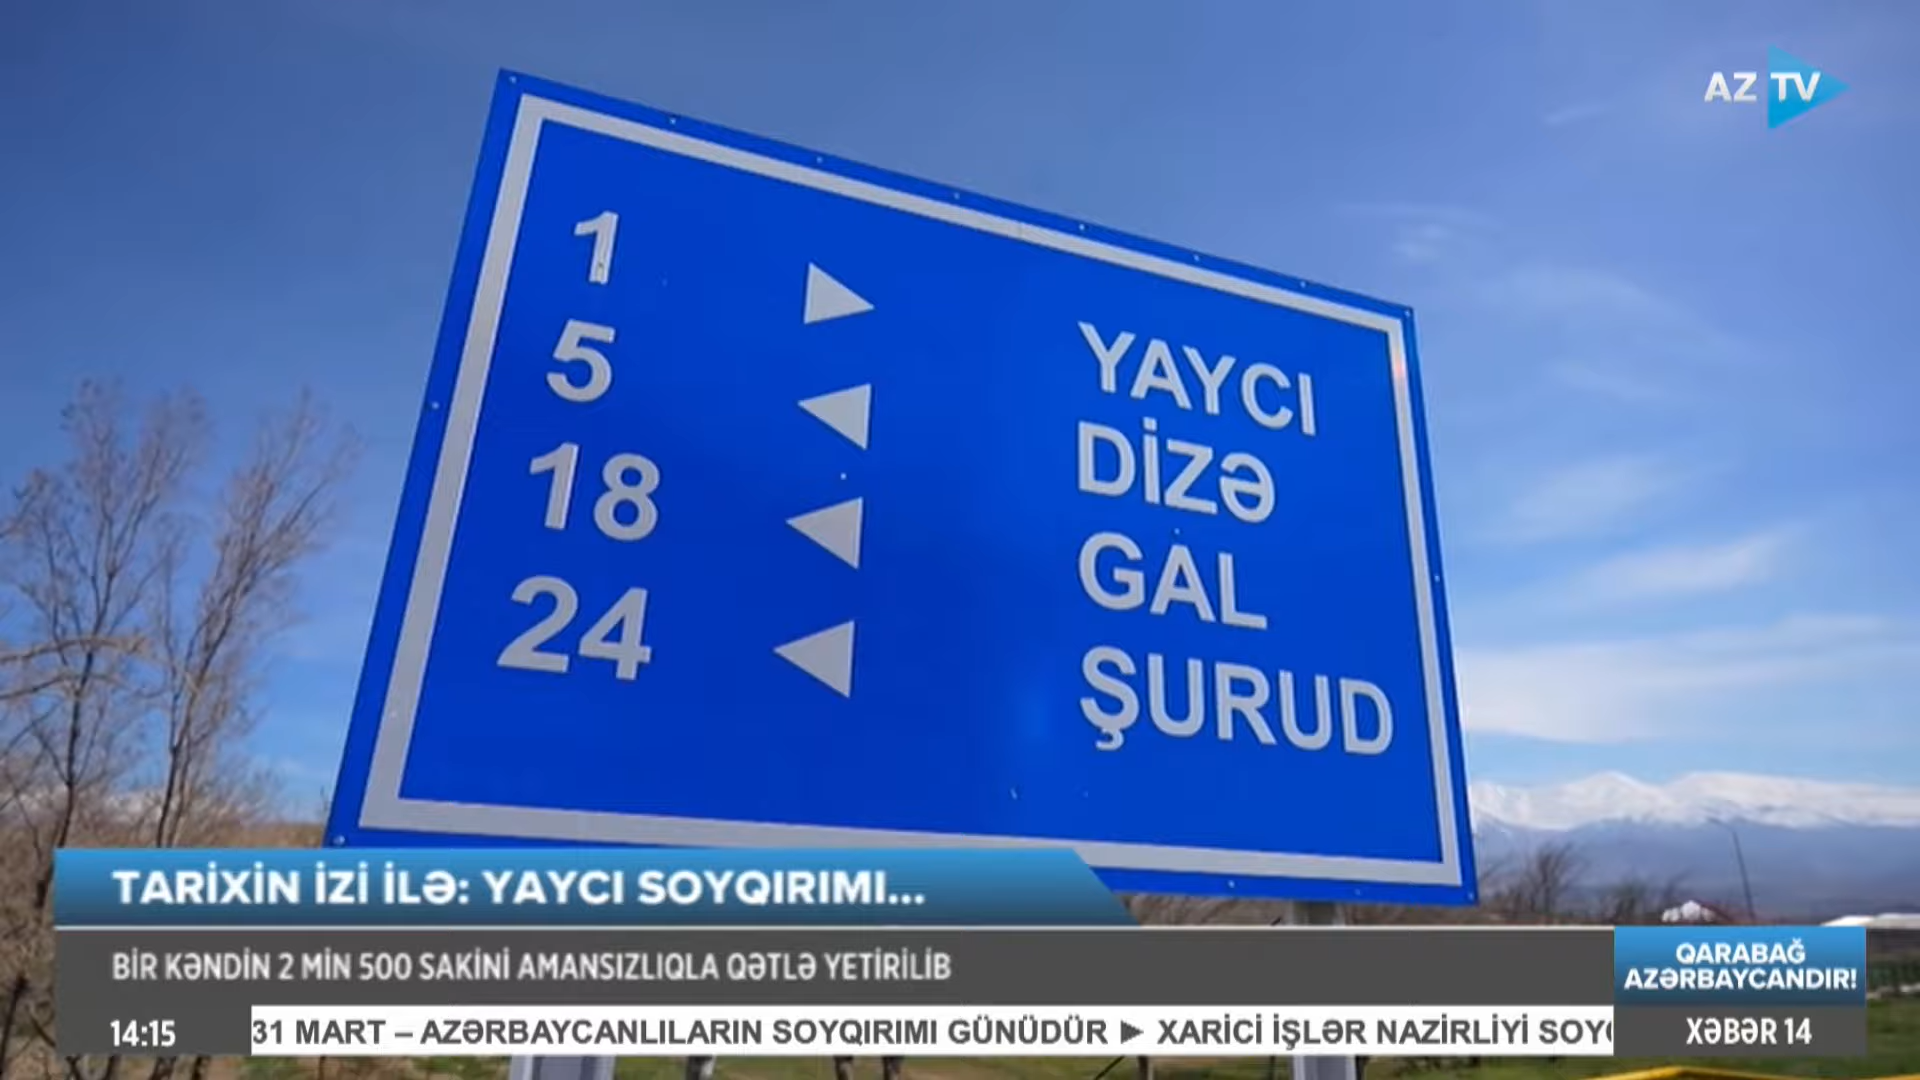 AZ TV
1 YAYCI
5 DİZƏ
18 GAL
24 ŞURUD
TARİXİN İZİ İLƏ: YAYCI SOYQIRIMI...
BİR KƏNDİN 2 MİN 500 SAKİNİ AMANSIZLIQLA QƏTLƏ YETİRİLİB
QARABAĞ
AZƏRBAYCANDIR!
14:15
31 MART – AZƏRBAYCANLILARIN SOYQIRIMI GÜNÜDÜR ► XARİCİ İŞLƏR NAZİRLİYİ
XƏBƏR 14